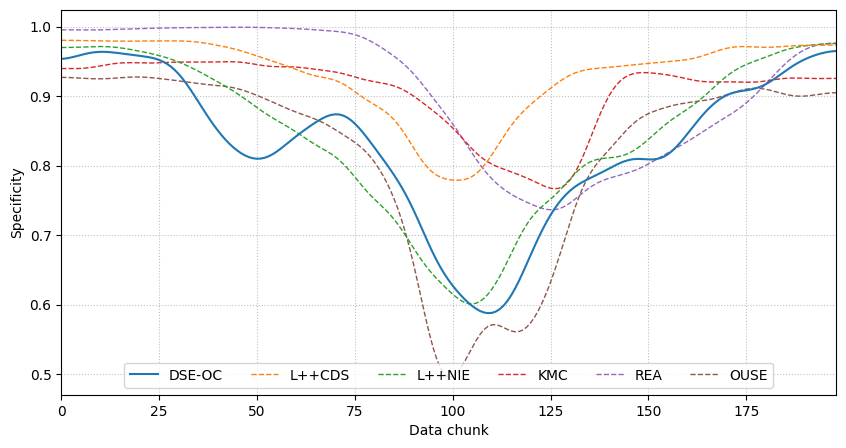 1.0
0.9
0.8
0.7
0.6
0.5
Specificity
0 25 50 75 100 125 150 175
Data chunk
DSE-OC L++CDS L++NIE KMC REA OUSE